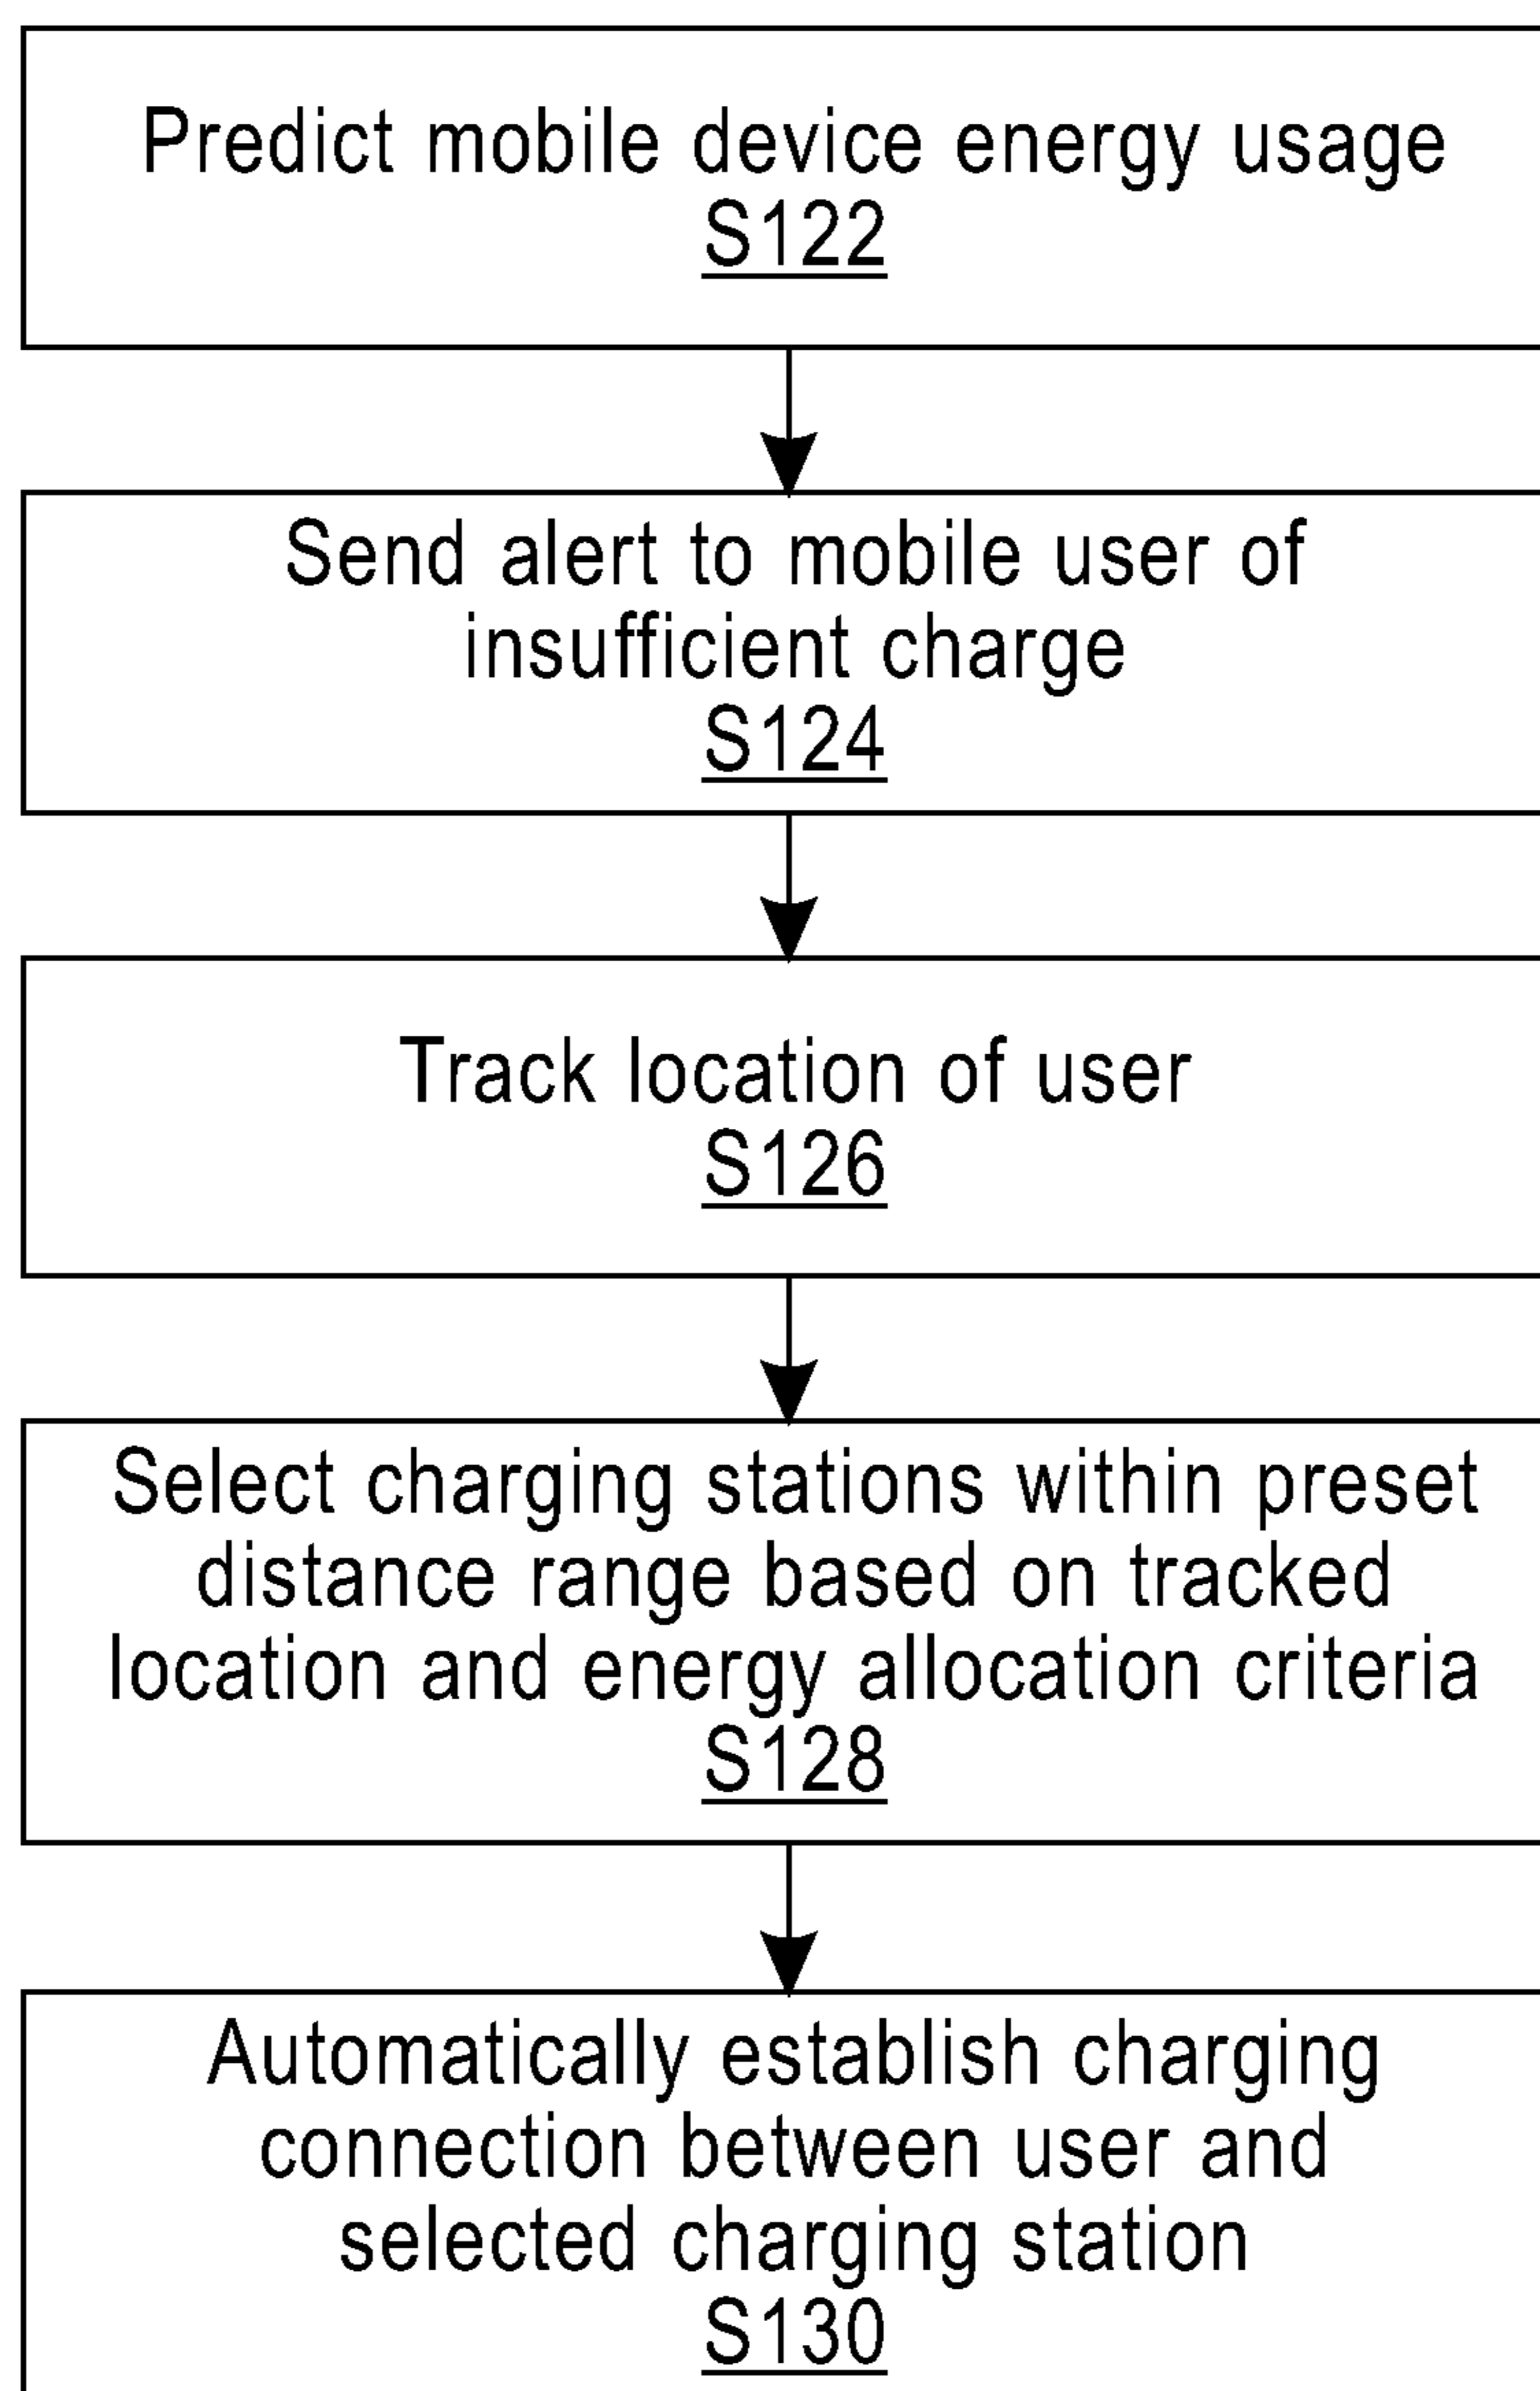 Predict mobile device energy usage
S122
Send alert to mobile user of
insufficient charge
S124
Track location of user
S126
Select charging stations within preset
distance range based on tracked
location and energy allocation criteria
S128
Automatically establish charging
connection between user and
selected charging station
S130